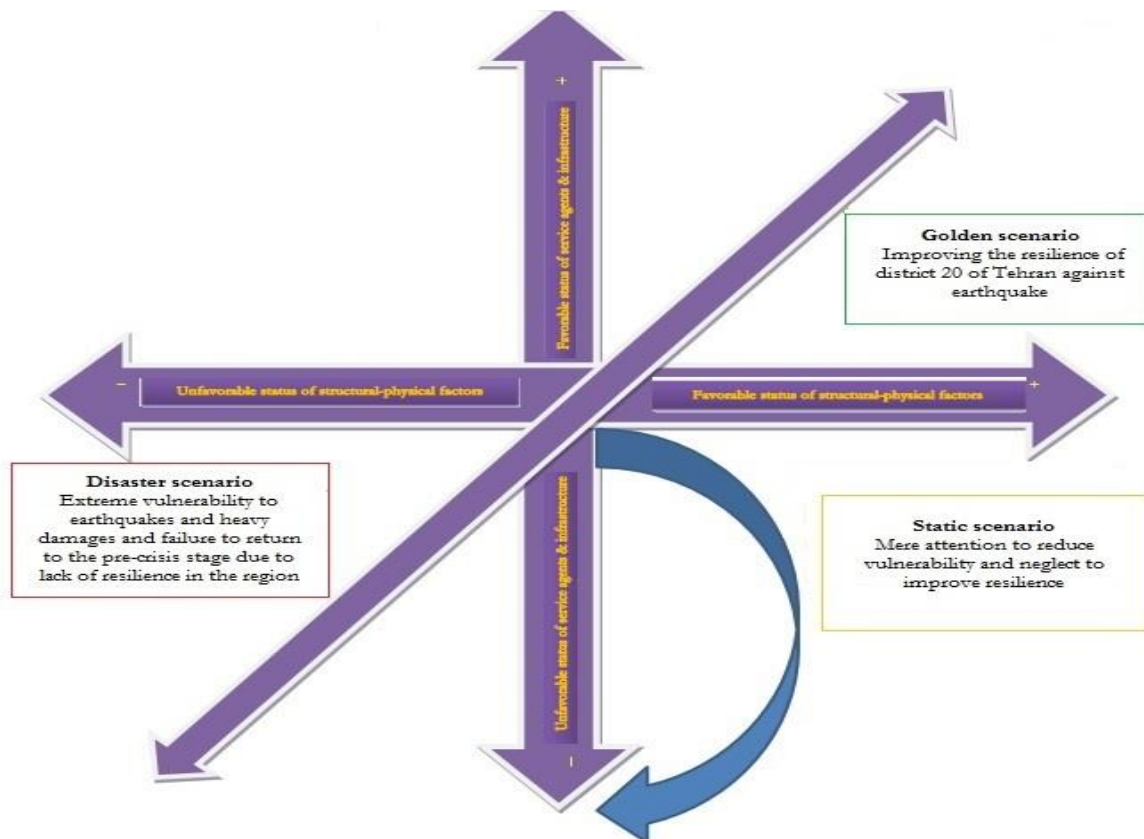 +
Favorable status of service agents & infrastructure
Golden scenario
Improving the resilience of
district 20 of Tehran against
earthquake
−
Unfavorable status of structural-physical factors
Favorable status of structural-physical factors
+
Disaster scenario
Extreme vulnerability to
earthquakes and heavy
damages and failure to return
to the pre-crisis stage due to
lack of resilience in the region
Unfavorable status of service agents & infrastructure
−
Static scenario
Mere attention to reduce
vulnerability and neglect to
improve resilience